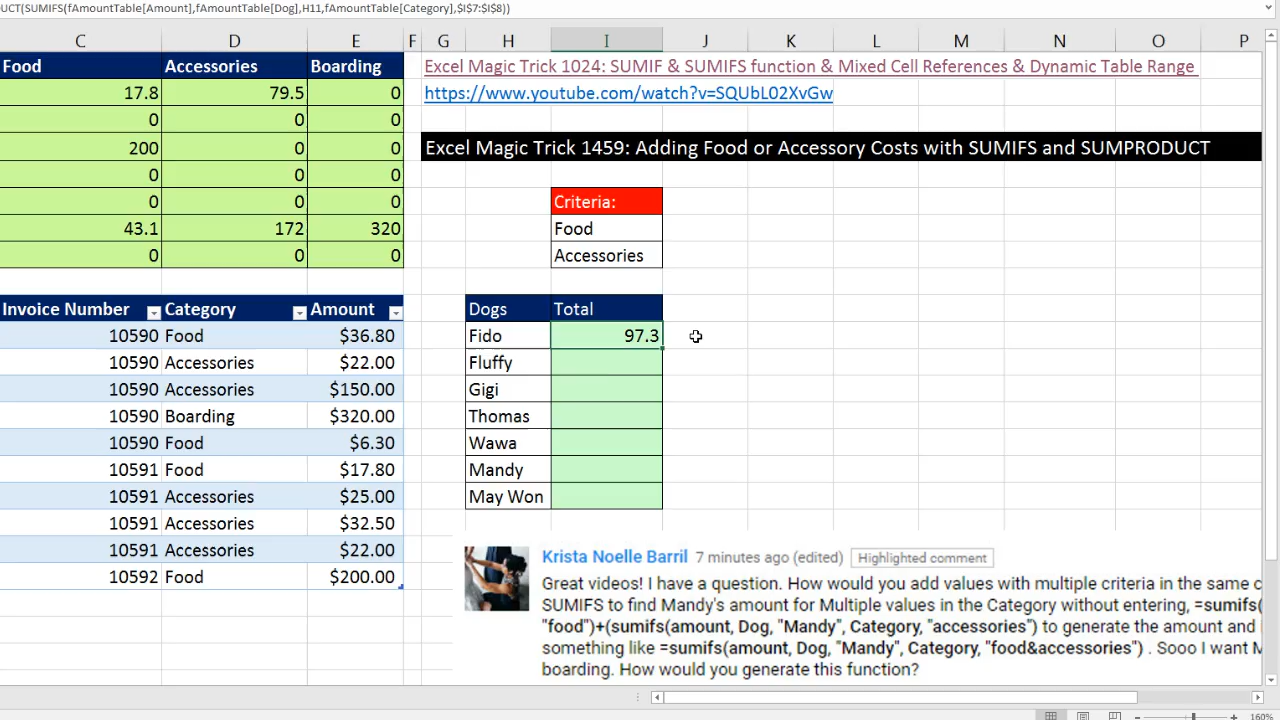 UCT(SUMIFS(fAmountTable[Amount],fAmountTable[Dog],H11,fAmountTable[Category],$I$7:$I$8))
C D E F G H I J K L M N O P
Food Accessories Boarding Excel Magic Trick 1024: SUMIF & SUMIFS function & Mixed Cell References & Dynamic Table Range
17.8 79.5 0 https://www.youtube.com/watch?v=SQUbL02XvGw
0 0 0
200 0 0 Excel Magic Trick 1459: Adding Food or Accessory Costs with SUMIFS and SUMPRODUCT
0 0 0
0 0 0 Criteria:
43.1 172 320 Food
0 0 0 Accessories
Invoice Number Category Amount Dogs Total
10590 Food $36.80 Fido 97.3
10590 Accessories $22.00 Fluffy
10590 Accessories $150.00 Gigi
10590 Boarding $320.00 Thomas
10590 Food $6.30 Wawa
10591 Food $17.80 Mandy
10591 Accessories $25.00 May Won
10591 Accessories $32.50
10591 Accessories $22.00 Krista Noelle Barril 7 minutes ago (edited) Highlighted comment
10592 Food $200.00 Great videos! I have a question. How would you add values with multiple criteria in the same c
SUMIFS to find Mandy's amount for Multiple values in the Category without entering, =sumifs(
"food")+(sumifs(amount, Dog, "Mandy", Category, "accessories") to generate the amount and
something like =sumifs(amount, Dog, "Mandy", Category, "food&accessories") . Sooo I want M
boarding. How would you generate this function?
160%